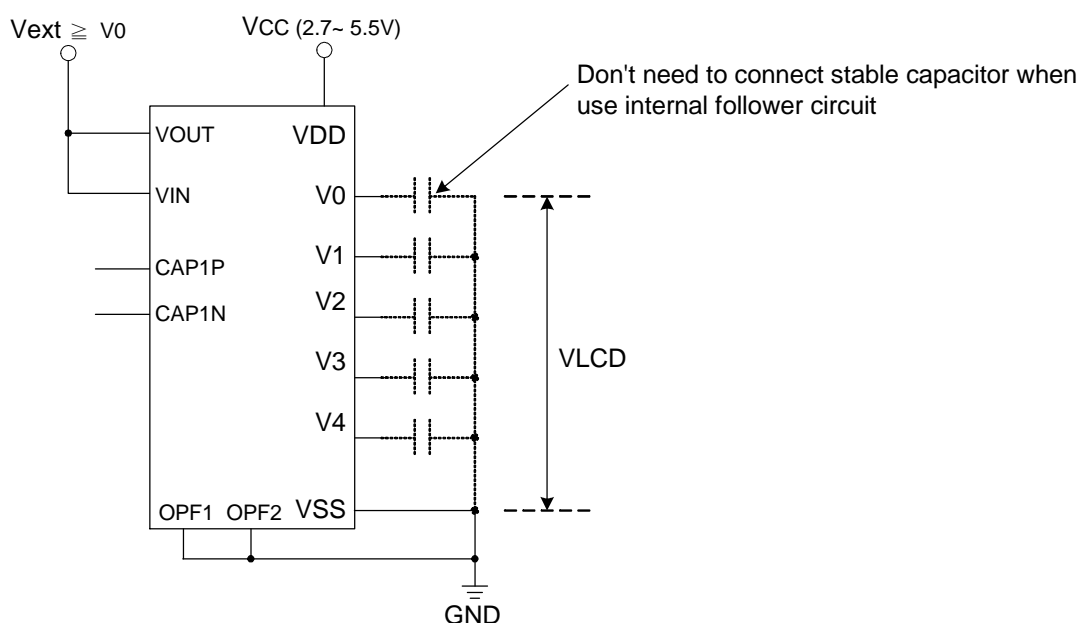 Vext ≧ V0
VCC (2.7~ 5.5V)
Don't need to connect stable capacitor when
use internal follower circuit
VOUT
VDD
VIN
V0
V1
CAP1P
V2
CAP1N
V3
VLCD
V4
OPF1 OPF2 VSS
GND